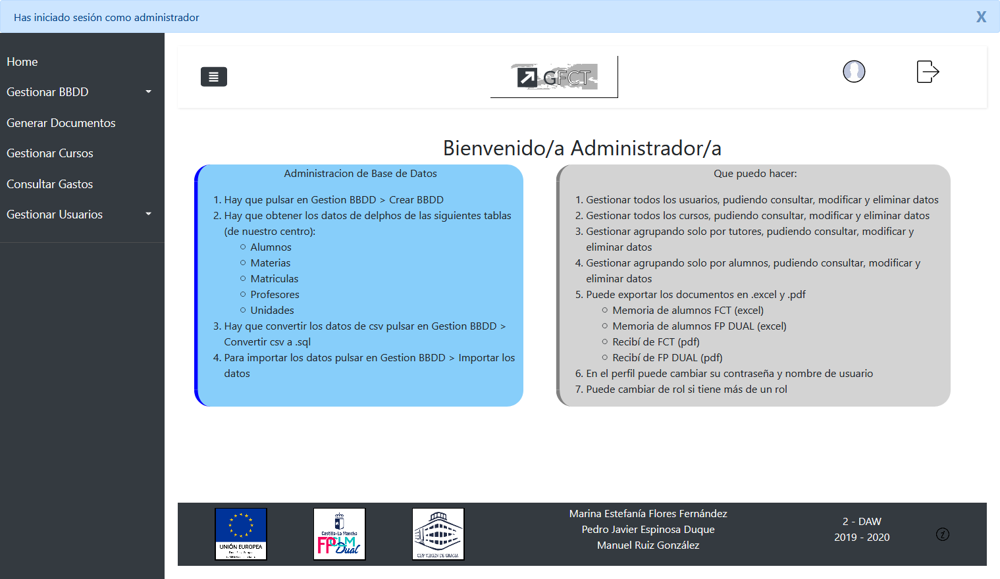 Has iniciado sesión como administrador
X
Home
Gestionar BBDD
Generar Documentos
Gestionar Cursos
Consultar Gastos
Gestionar Usuarios
GFCT
Bienvenido/a Administrador/a
Administracion de Base de Datos
1. Hay que pulsar en Gestion BBDD > Crear BBDD
2. Hay que obtener los datos de delphos de las siguientes tablas
(de nuestro centro):
Alumnos
Materias
Matriculas
Profesores
Unidades
3. Hay que convertir los datos de csv pulsar en Gestion BBDD >
Convertir csv a .sql
4. Para importar los datos pulsar en Gestion BBDD > Importar los
datos
Que puedo hacer:
1. Gestionar todos los usuarios, pudiendo consultar, modificar y eliminar datos
2. Gestionar todos los cursos, pudiendo consultar, modificar y eliminar datos
3. Gestionar agrupando solo por tutores, pudiendo consultar, modificar y
eliminar datos
4. Gestionar agrupando solo por alumnos, pudiendo consultar, modificar y
eliminar datos
5. Puede exportar los documentos en .excel y .pdf
Memoria de alumnos FCT (excel)
Memoria de alumnos FP DUAL (excel)
Recibí de FCT (pdf)
Recibí de FP DUAL (pdf)
6. En el perfil puede cambiar su contraseña y nombre de usuario
7. Puede cambiar de rol si tiene más de un rol
UNIÓN EUROPEA
Castilla-La Mancha
FPCLM
Dual
CIFP VIRGEN DE GRACIA
Marina Estefanía Flores Fernández
Pedro Javier Espinosa Duque
Manuel Ruiz González
2 - DAW
2019 - 2020
i